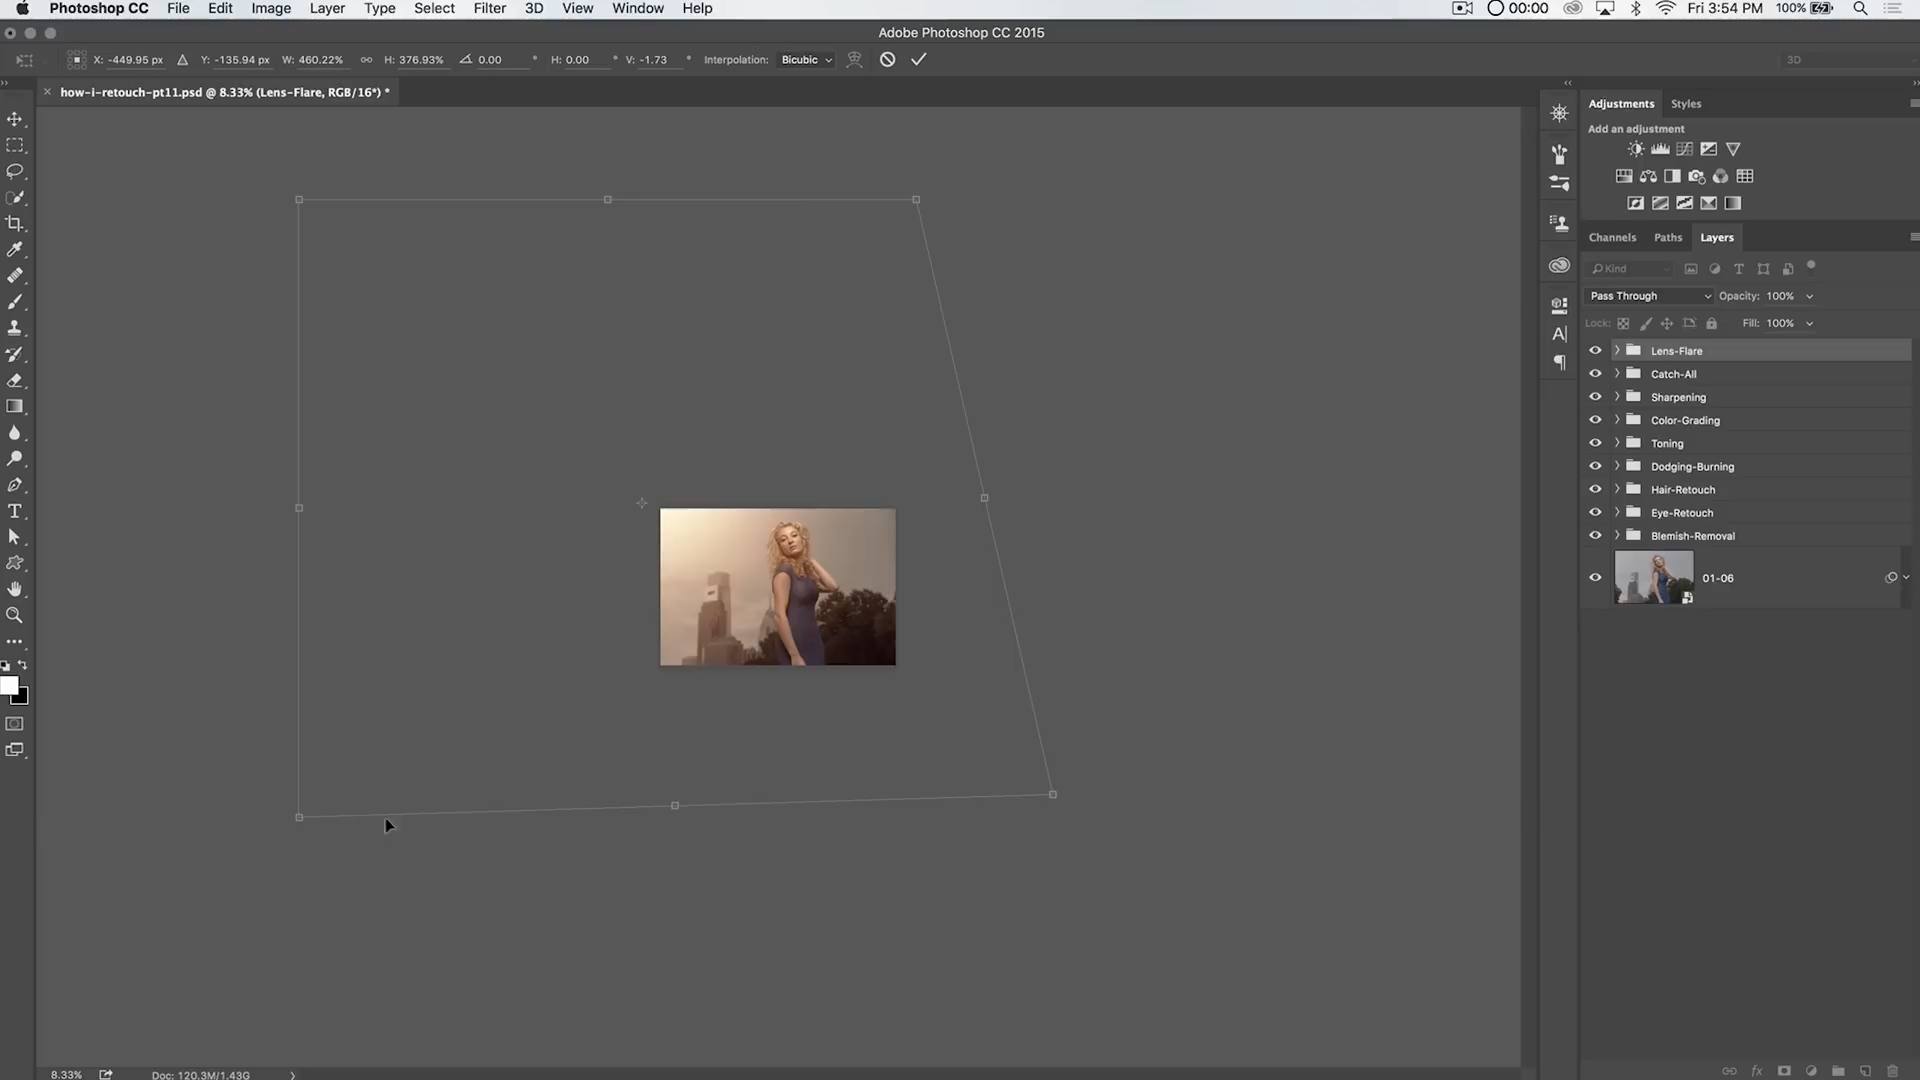 Photoshop CC File Edit Image Layer Type Select Filter 3D View Window Help 00:00 Fri 3:54 PM 100%
Adobe Photoshop CC 2015
X: -449.95 px Y: -135.94 px W: 460.22% H: 376.93% 0.00 ° H: 0.00 ° V: -1.73 ° Interpolation: Bicubic 3D
× how-i-retouch-pt11.psd @ 8.33% (Lens-Flare, RGB/16*) *
Adjustments Styles
Add an adjustment
Channels Paths Layers
Kind
Pass Through Opacity: 100%
Lock: Fill: 100%
Lens-Flare
Catch-All
Sharpening
Color-Grading
Toning
Dodging-Burning
Hair-Retouch
Eye-Retouch
Blemish-Removal
01-06
8.33% Doc: 120.3M/1.43G